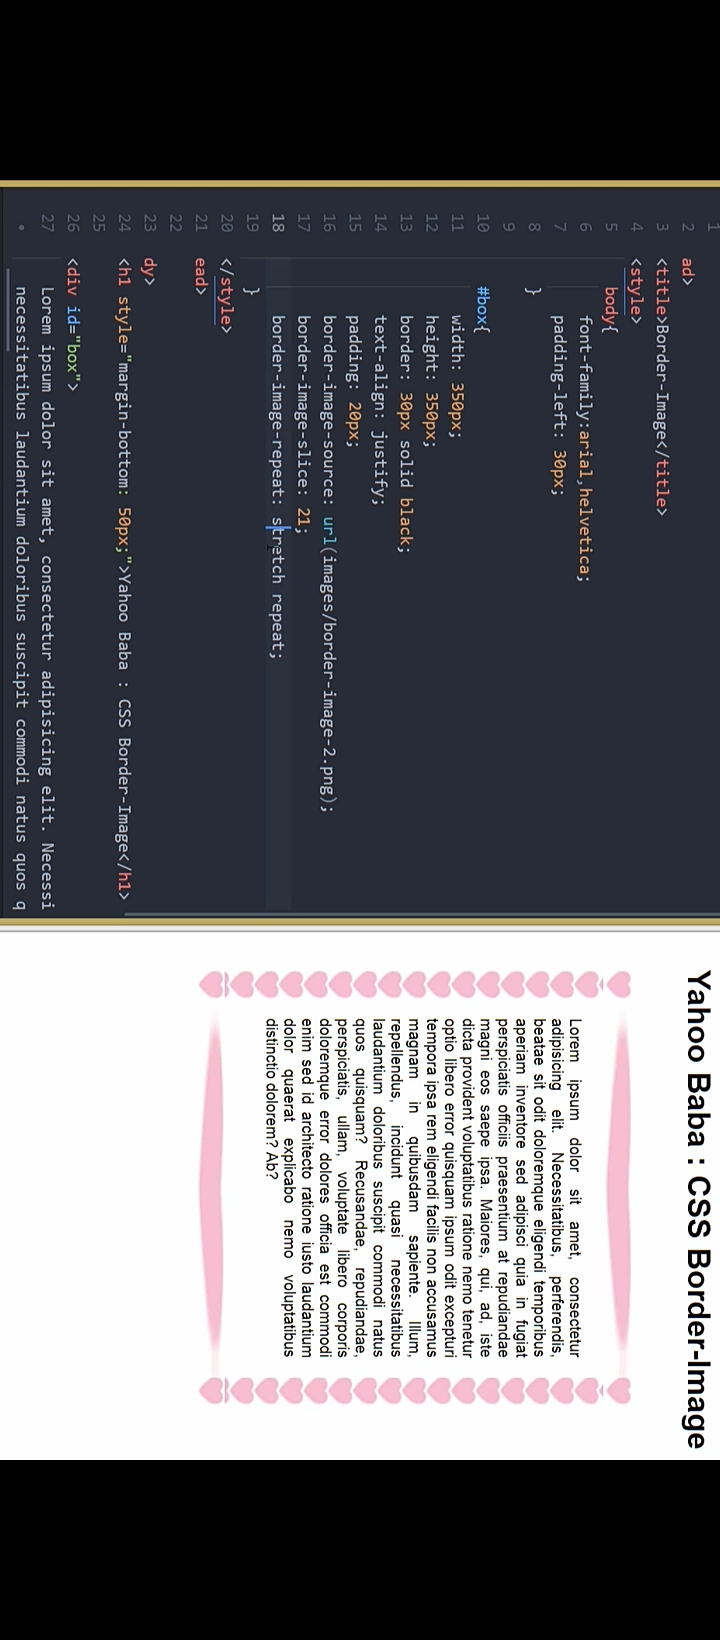 1
2 ad>
3 <title>Border-Image</title>
4 <style>
5 body{
6 font-family:arial,helvetica;
7 padding-left: 30px;
8 }
9
10 #box{
11 width: 350px;
12 height: 350px;
13 border: 30px solid black;
14 text-align: justify;
15 padding: 20px;
16 border-image-source: url(images/border-image-2.png);
17 border-image-slice: 21;
18 border-image-repeat: stretch repeat;
19 }
20 </style>
21 ead>
22
23 dy>
24 <h1 style="margin-bottom: 50px;">Yahoo Baba : CSS Border-Image</h1>
25
26 <div id="box">
27 Lorem ipsum dolor sit amet, consectetur adipisicing elit. Necessi
necessitatibus laudantium doloribus suscipit commodi natus quos q
Yahoo Baba : CSS Border-Image
Lorem ipsum dolor sit amet, consectetur
adipisicing elit. Necessitatibus, perferendis,
beatae sit odit doloremque eligendi temporibus
aperiam inventore sed adipisci quia in fugiat
perspiciatis officiis praesentium at repudiandae
magni eos saepe ipsa. Maiores, qui, ad, iste
dicta provident voluptatibus ratione nemo tenetur
optio libero error quisquam ipsum odit excepturi
tempora ipsa rem eligendi facilis non accusamus
magnam in quibusdam sapiente. Illum,
repellendus, incidunt quasi necessitatibus
laudantium doloribus suscipit commodi natus
quos quisquam? Recusandae, repudiandae,
perspiciatis, ullam, voluptate libero corporis
doloremque error dolores officia est commodi
enim sed id architecto ratione iusto laudantium
dolor quaerat explicabo nemo voluptatibus
distinctio dolorem? Ab?